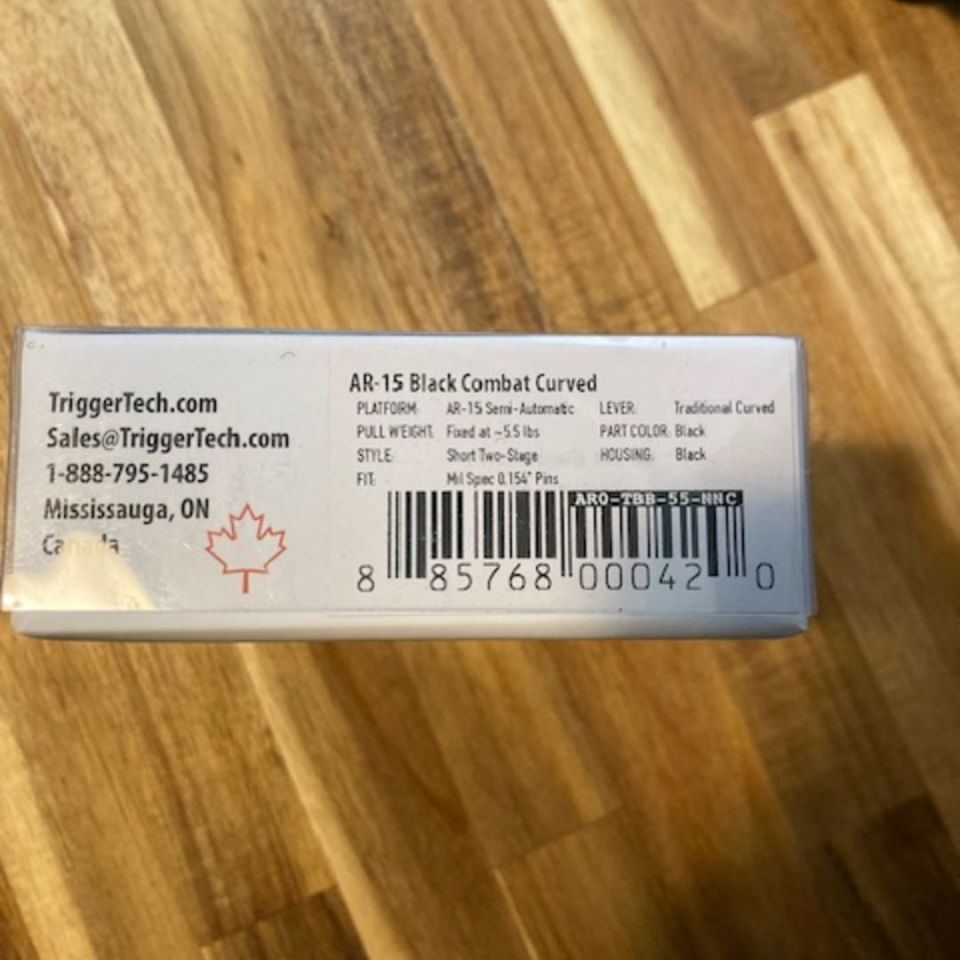 TriggerTech.com
Sales@TriggerTech.com
1-888-795-1485
Mississauga, ON
Canada
AR-15 Black Combat Curved
PLATFORM: AR-15 Semi-Automatic LEVER: Traditional Curved
PULL WEIGHT: Fixed at ~5.5 lbs PART COLOR: Black
STYLE: Short Two-Stage HOUSING: Black
FIT: Mil Spec 0.154" Pins
AR0-TBB-55-NNC
8 85768 00042 0